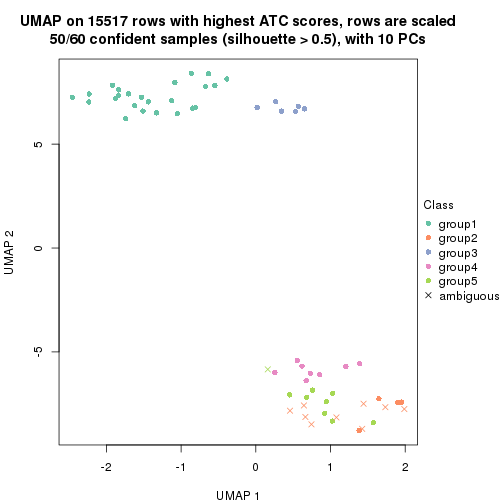 UMAP on 15517 rows with highest ATC scores, rows are scaled
50/60 confident samples (silhouette > 0.5), with 10 PCs
5
0
-5
UMAP 2
-2
-1
0
1
2
UMAP 1
Class
group1
group2
group3
group4
group5
ambiguous